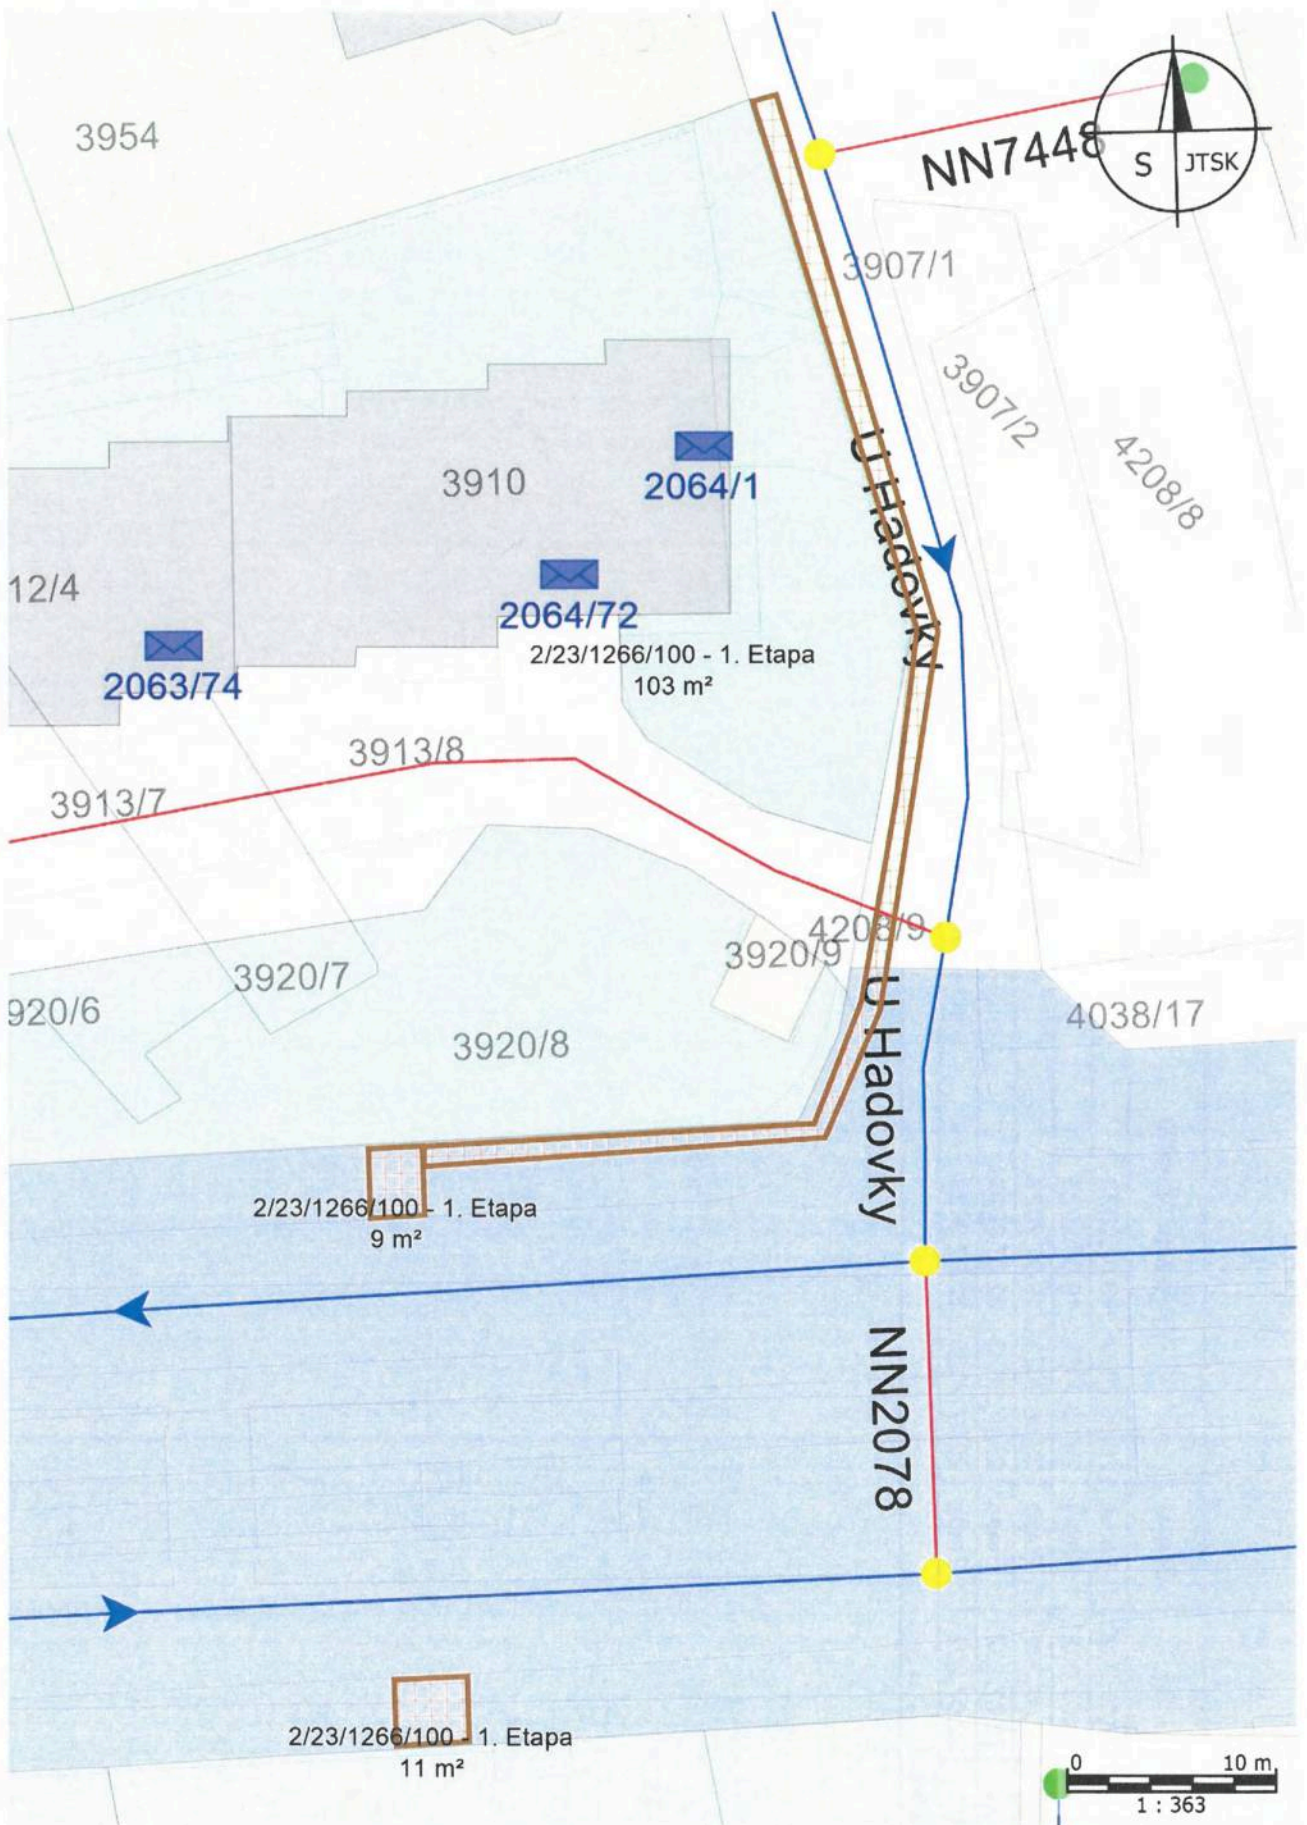 3954
NN7448
S JTSK
3907/1
3907/2
4208/8
U Hadovky
3910
2064/1
12/4
2064/72
2063/74
2/23/1266/100 - 1. Etapa
103 m²
3913/8
3913/7
4208/9
3920/9
3920/7
920/6
3920/8
U Hadovky
4038/17
2/23/1266/100 - 1. Etapa
9 m²
NN2078
2/23/1266/100 - 1. Etapa
11 m²
0 10 m
1 : 363